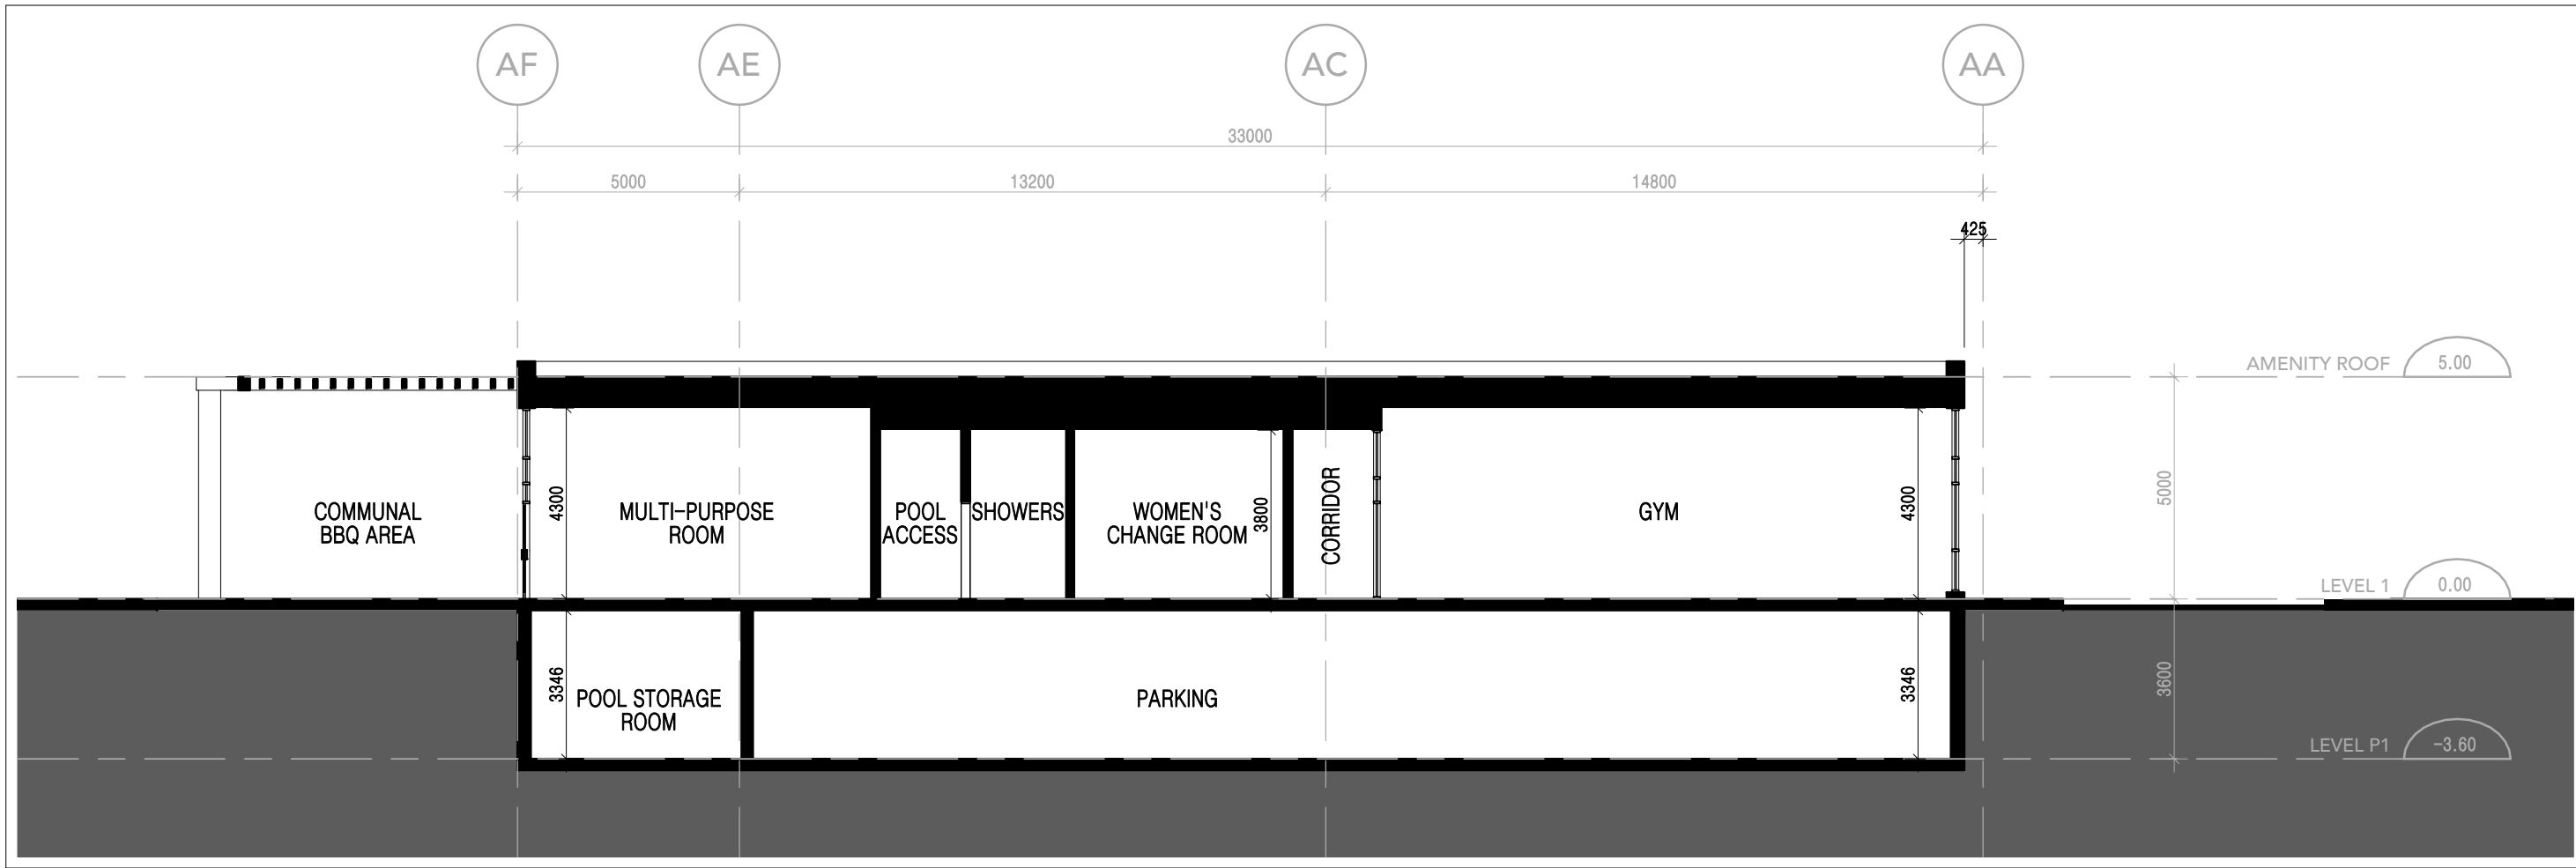 AF
AE
AC
AA
33000
5000
13200
14800
425
AMENITY ROOF
5.00
COMMUNAL
BBQ AREA
4300
MULTI-PURPOSE
ROOM
POOL
ACCESS
SHOWERS
WOMEN'S
CHANGE ROOM
3800
CORRIDOR
GYM
4300
5000
LEVEL 1
0.00
3346
POOL STORAGE
ROOM
PARKING
3346
3600
LEVEL P1
-3.60